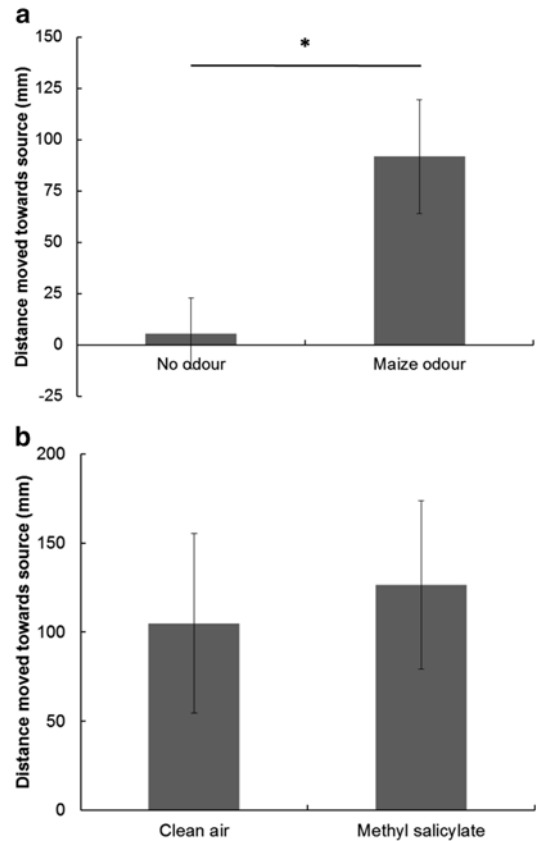 a
Distance moved towards source (mm)
150
125
100
75
50
25
0
-25
*
No odour
Maize odour
b
Distance moved towards source (mm)
200
150
100
50
0
Clean air
Methyl salicylate